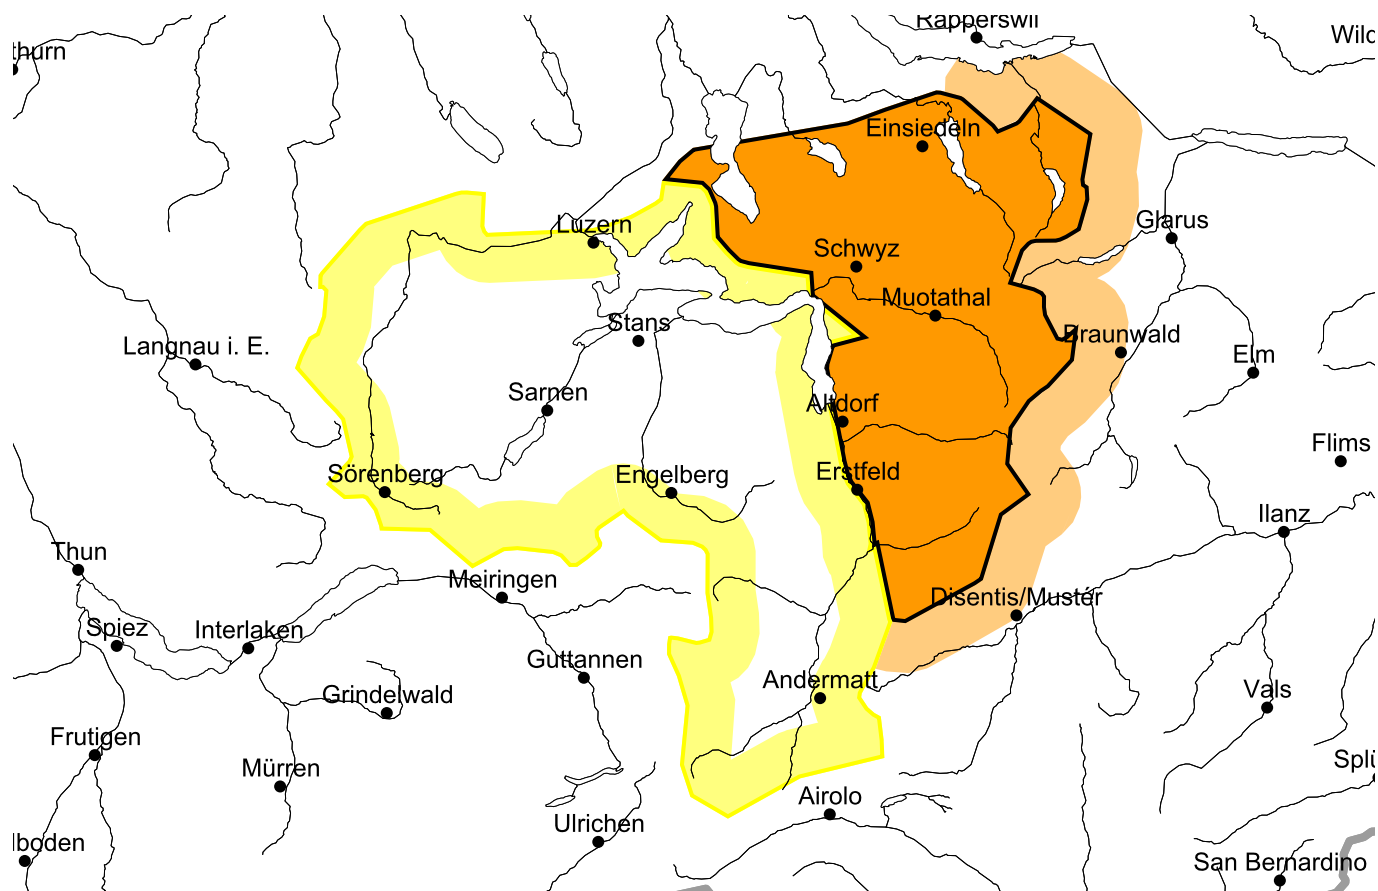 Rapperswil
thurn
Wild
Einsiedeln
Luzern
Glarus
Schwyz
Muotathal
Stans
Braunwald
Langnau i. E.
Elm
Sarnen
Altdorf
Flims
Sörenberg
Engelberg
Erstfeld
Ilanz
Thun
Meiringen
Disentis/Mustér
Spiez
Interlaken
Guttannen
Andermatt
Grindelwald
Vals
Frutigen
Mürren
Splü
Airolo
Ulrichen
lboden
San Bernardino